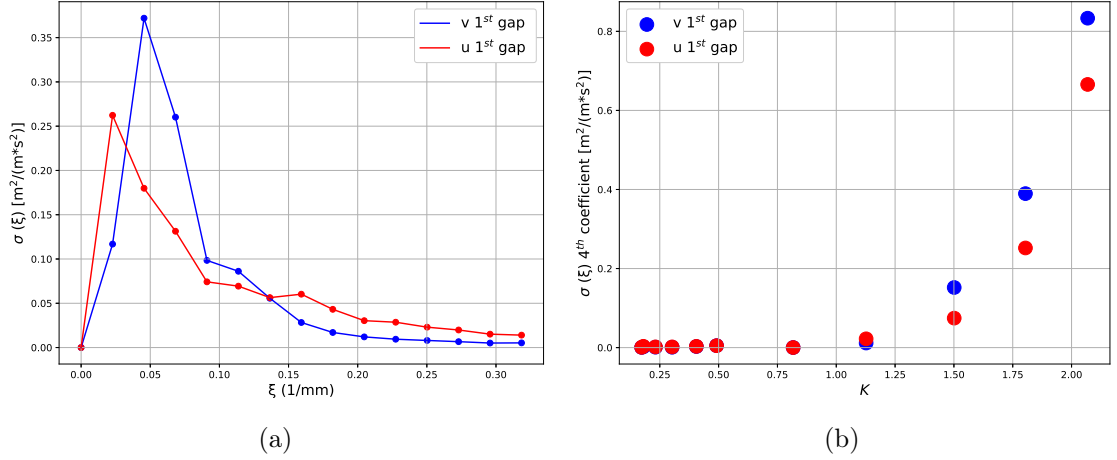 v 1st gap
u 1st gap
σ (ξ) [m²/(m*s²)]
0.35
0.30
0.25
0.20
0.15
0.10
0.05
0.00
0.00 0.05 0.10 0.15 0.20 0.25 0.30
ξ (1/mm)
(a)
v 1st gap
u 1st gap
σ (ξ) 4th coefficient [m²/(m*s²)]
0.8
0.6
0.4
0.2
0.0
0.25 0.50 0.75 1.00 1.25 1.50 1.75 2.00
K
(b)